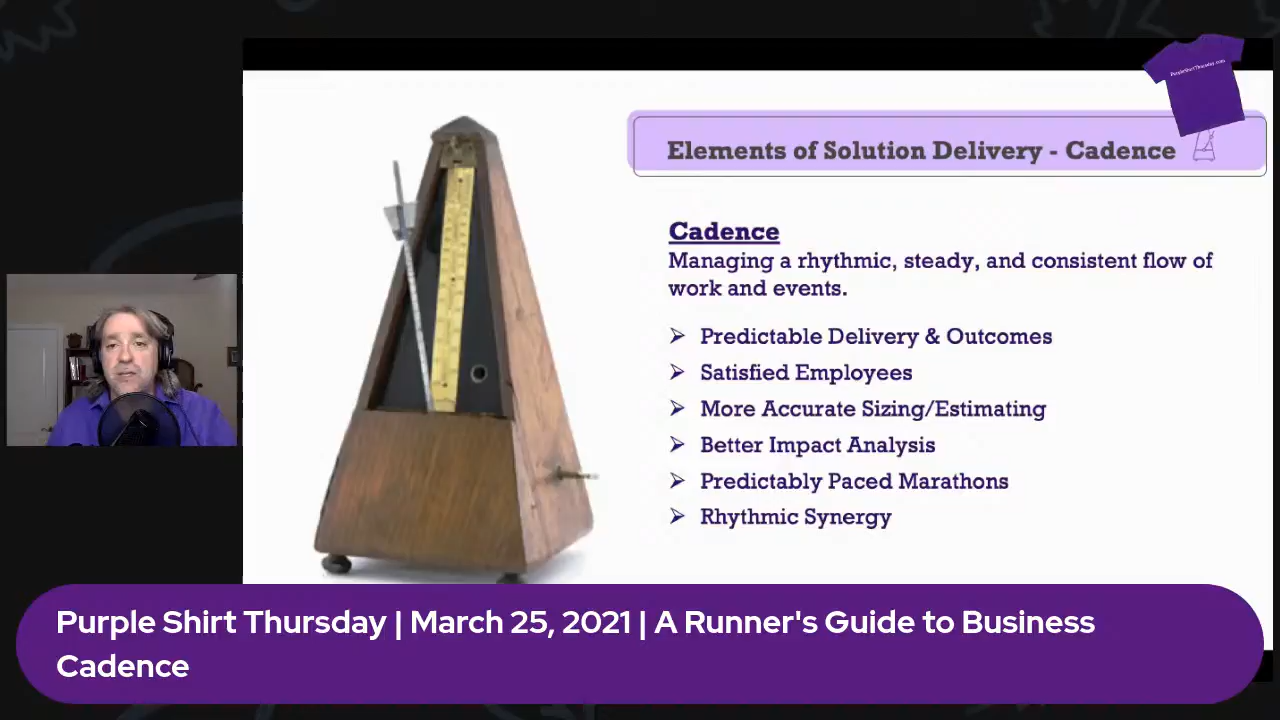 PurpleShirtThursday.com
Elements of Solution Delivery - Cadence
Cadence
Managing a rhythmic, steady, and consistent flow of
work and events.
Predictable Delivery & Outcomes
Satisfied Employees
More Accurate Sizing/Estimating
Better Impact Analysis
Predictably Paced Marathons
Rhythmic Synergy
Purple Shirt Thursday | March 25, 2021 | A Runner's Guide to Business
Cadence